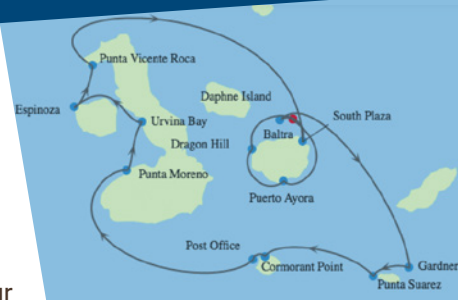 Punta Vicente Roca
Espinoza
Daphne Island
South Plaza
Urvina Bay
Baltra
Dragon Hill
Punta Moreno
Puerto Ayora
Post Office
Cormorant Point
Gardner
Punta Suarez
ur